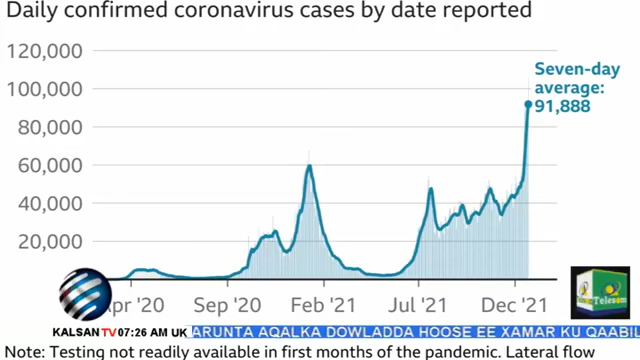 Daily confirmed coronavirus cases by date reported
120,000
100,000
80,000
60,000
40,000
20,000
Seven-day
average:
91,888
Apr '20 Sep '20 Feb '21 Jul '21 Dec '21
KALSAN TV 07:26 AM UK ARUNTA AQALKA DOWLADDA HOOSE EE XAMAR KU QAABIL
Note: Testing not readily available in first months of the pandemic. Lateral flow